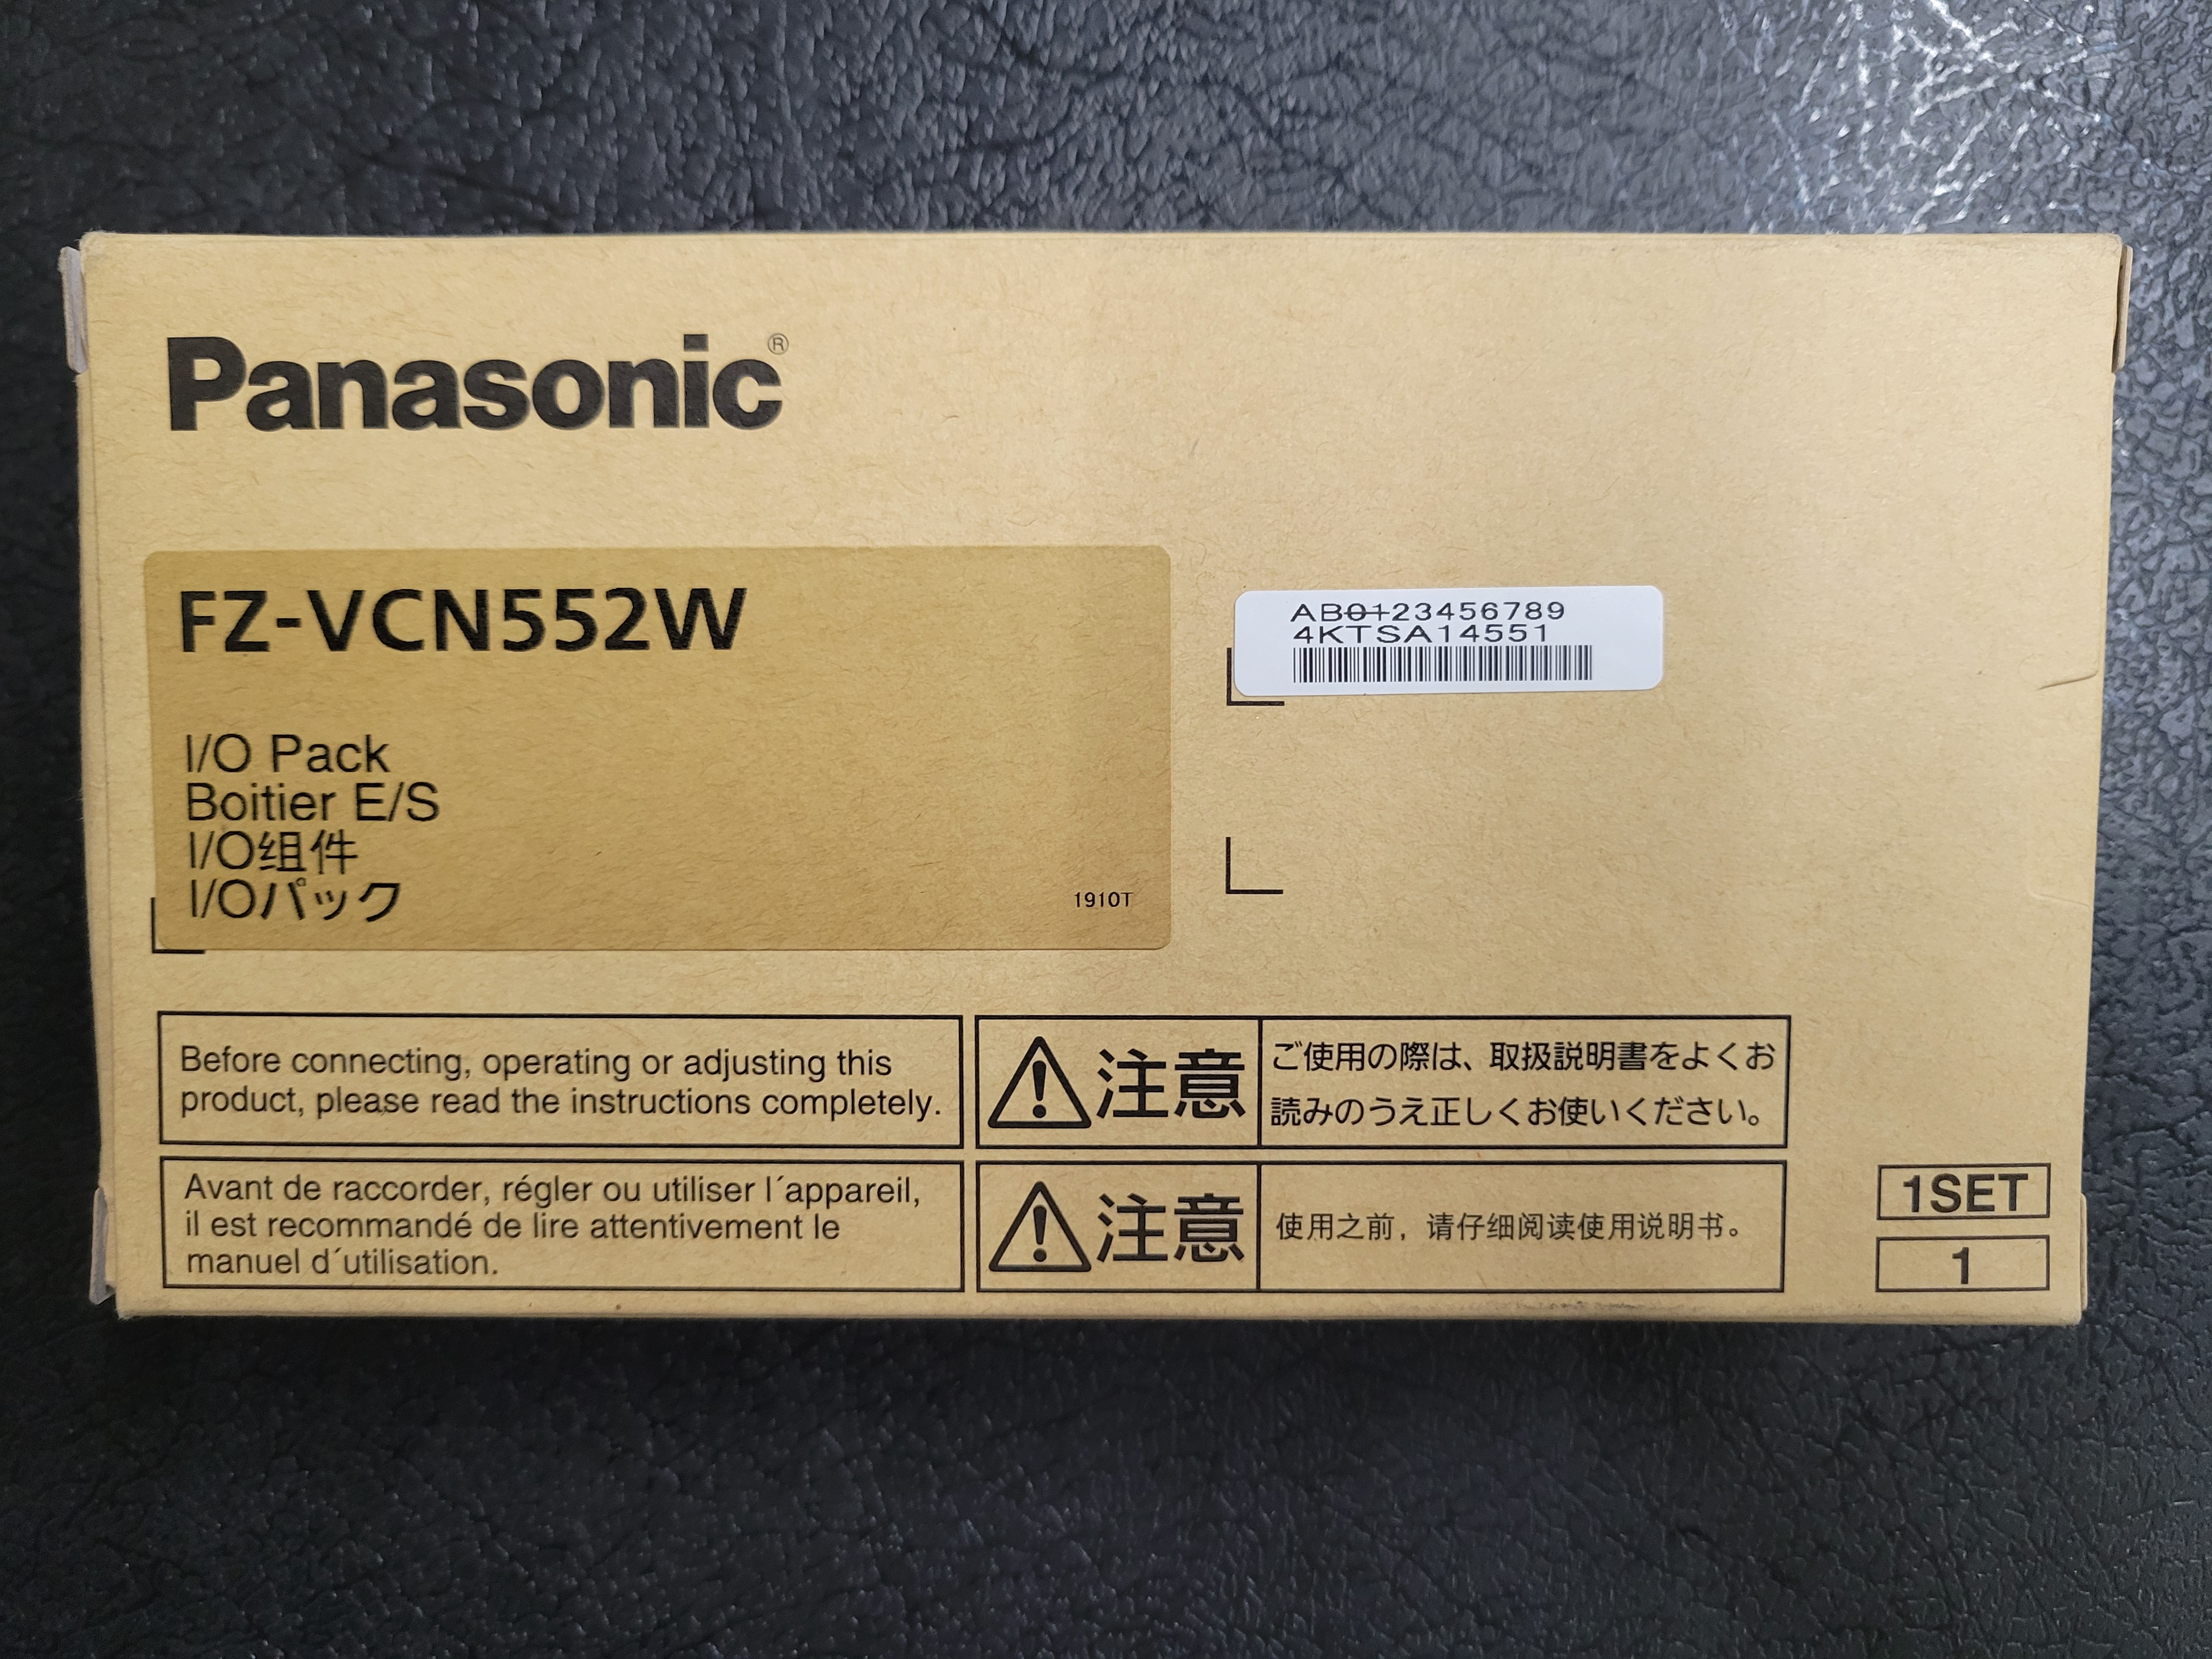 Panasonic®
FZ-VCN552W
I/O Pack
Boitier E/S
I/O组件
I/Oパック
1910T
AB0123456789
4KTSA14551
Before connecting, operating or adjusting this
product, please read the instructions completely.
注意
ご使用の際は、取扱説明書をよくお
読みのうえ正しくお使いください。
Avant de raccorder, régler ou utiliser l´appareil,
il est recommandé de lire attentivement le
manuel d´utilisation.
注意
使用之前，请仔细阅读使用说明书。
1SET
1